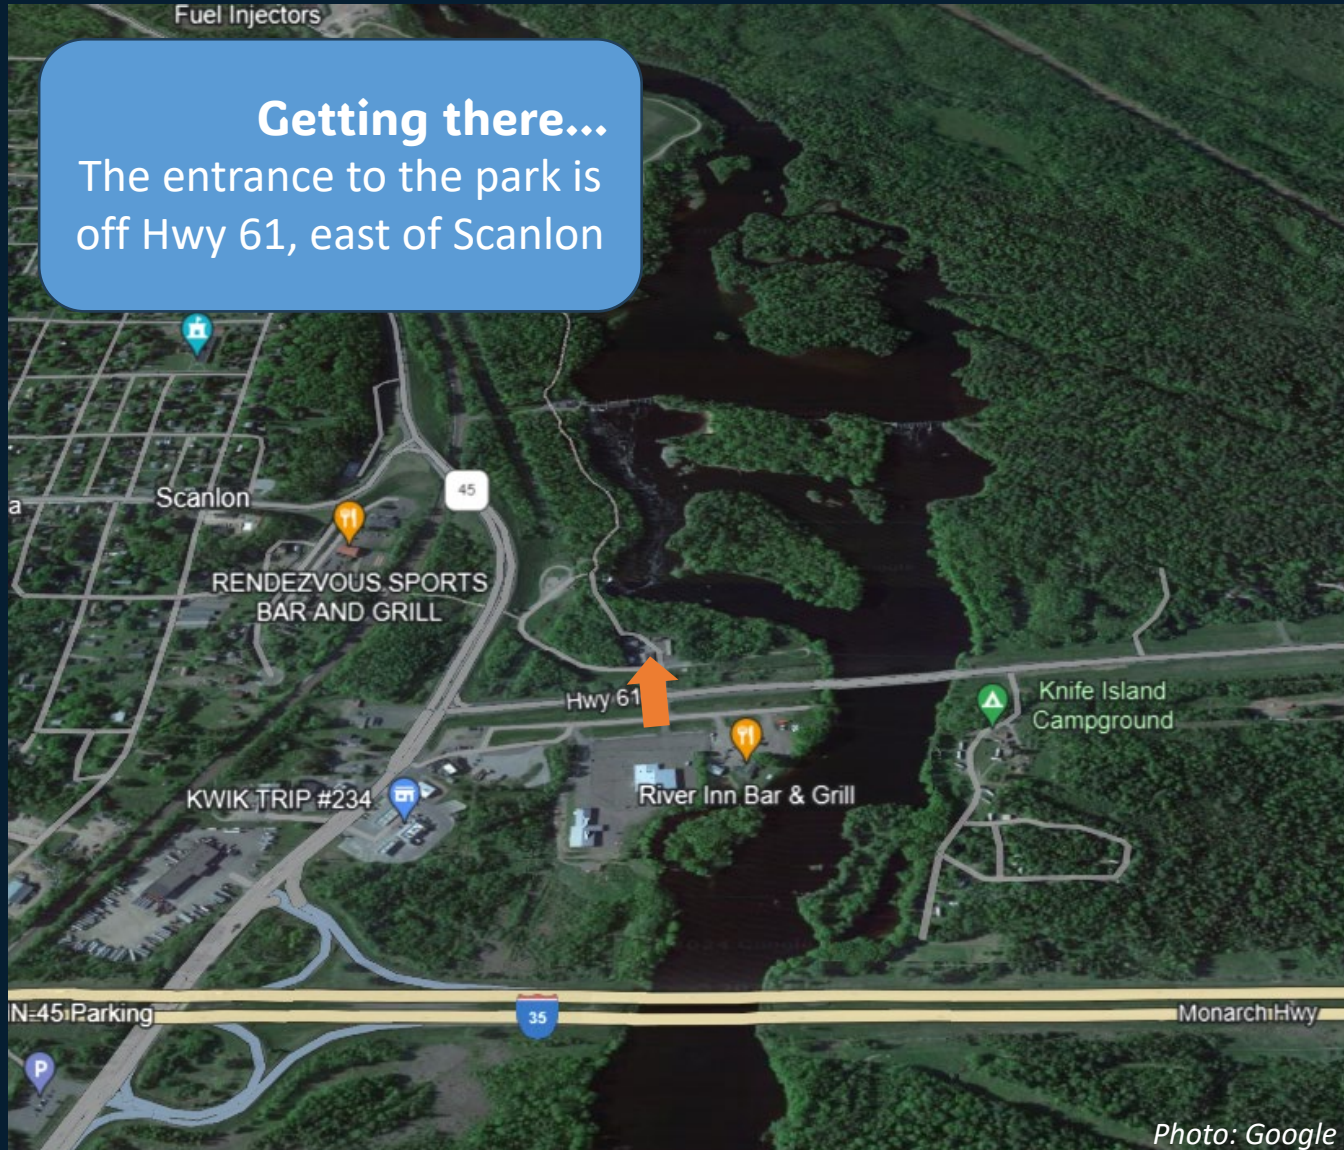 Fuel Injectors
Getting there...
The entrance to the park is
off Hwy 61, east of Scanlon
45
a
Scanlon
RENDEZVOUS SPORTS
BAR AND GRILL
Hwy 61
Knife Island
Campground
KWIK TRIP #234
River Inn Bar & Grill
IN-45 Parking
35
Monarch Hwy
P
Photo: Google